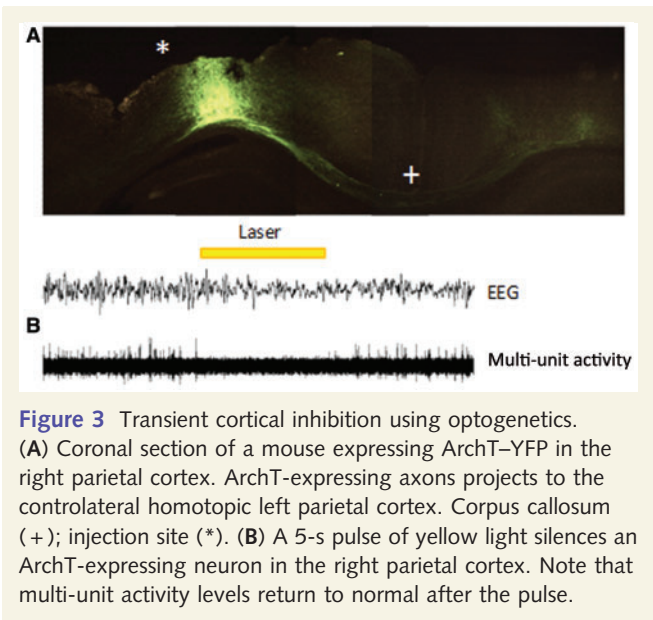 A
*
+
Laser
EEG
B
Multi-unit activity
Figure 3 Transient cortical inhibition using optogenetics.
(A) Coronal section of a mouse expressing ArchT–YFP in the
right parietal cortex. ArchT-expressing axons projects to the
controlateral homotopic left parietal cortex. Corpus callosum
(+); injection site (*). (B) A 5-s pulse of yellow light silences an
ArchT-expressing neuron in the right parietal cortex. Note that
multi-unit activity levels return to normal after the pulse.